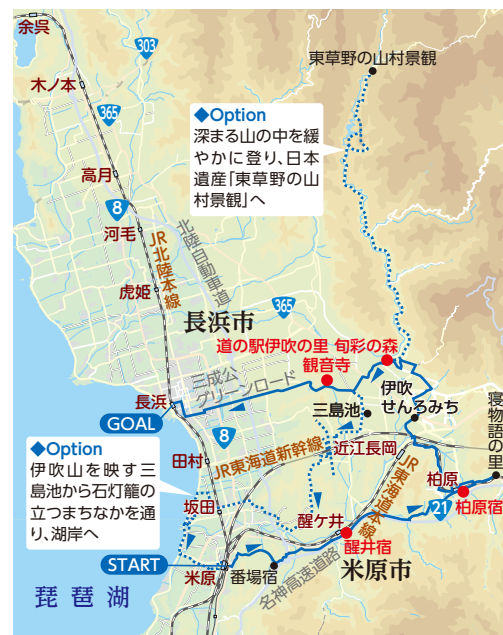 余呉
303
東草野の山村景観
木ノ本
365
◆Option
深まる山の中を緩
やかに登り、日本
遺産「東草野の山
村景観」へ
高月
8
河毛
JR北陸本線
北陸自動車道
虎姫
365
長浜市
道の駅伊吹の里 旬彩の森
観音寺
三成公
グリーンロード
長浜
GOAL
三島池
伊吹
せんろみち
寝物語の里
8
◆Option
伊吹山を映す三
島池から石灯籠の
立つまちなかを通
り、湖岸へ
田村
JR東海道新幹線
近江長岡
JR東海道本線
柏原
柏原宿
21
坂田
醒ケ井
醒井宿
START
米原
番場宿
名神高速道路
米原市
琵琶湖